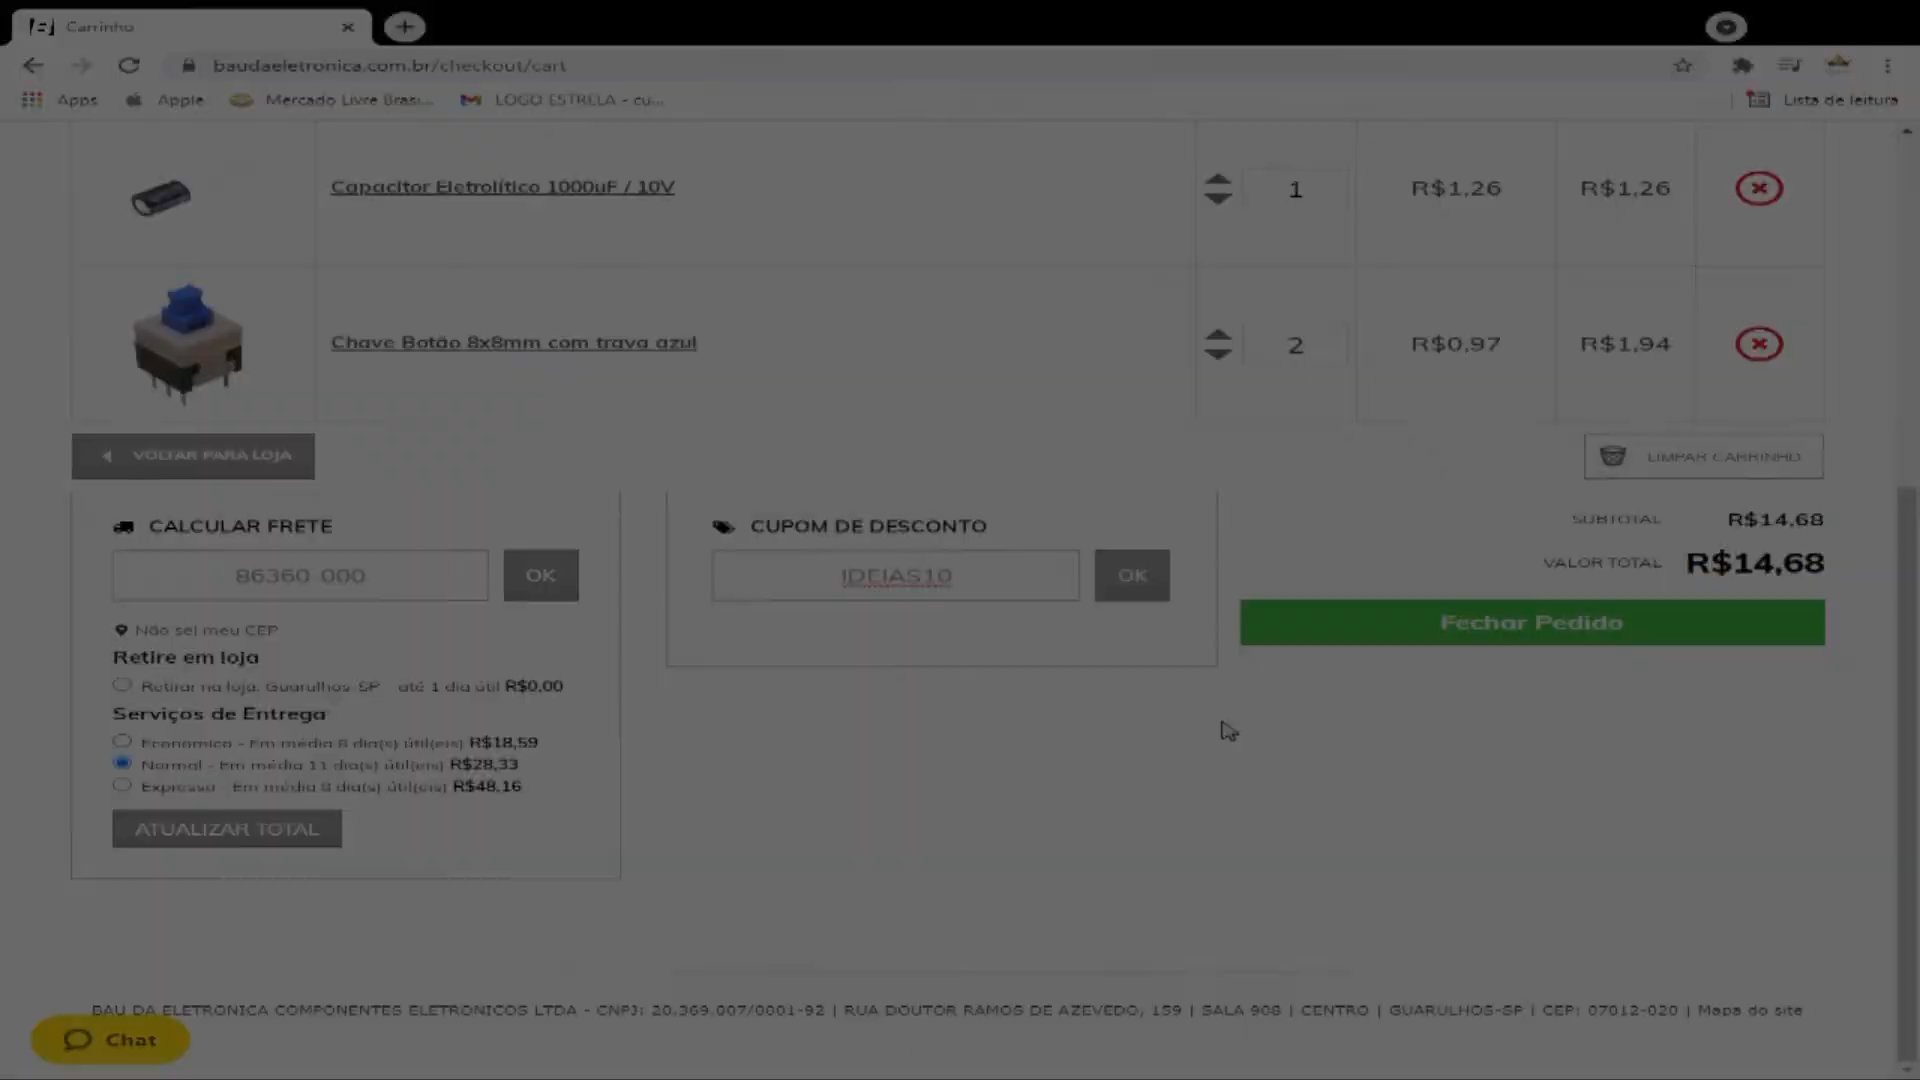 Carrinho
baudaeletronica.com.br/checkout/cart
Apps Apple Mercado Livre Brasi... LOGO ESTRELA - cu... Lista de leitura
Capacitor Eletrolítico 1000uF / 10V 1 R$1,26 R$1,26
Chave Botão 8x8mm com trava azul 2 R$0,97 R$1,94
VOLTAR PARA LOJA LIMPAR CARRINHO
CALCULAR FRETE CUPOM DE DESCONTO SUBTOTAL R$14,68
86360-000 OK IDEIAS10 OK VALOR TOTAL R$14,68
Fechar Pedido
Não sei meu CEP
Retire em loja
Retirar na loja: Guarulhos-SP - até 1 dia útil R$0,00
Serviços de Entrega
Economico - Em média 8 dia(s) útil(eis) R$18,59
Normal - Em média 11 dia(s) útil(eis) R$28,33
Expressa - Em média 8 dia(s) útil(eis) R$48,16
ATUALIZAR TOTAL
BAU DA ELETRONICA COMPONENTES ELETRONICOS LTDA - CNPJ: 20.369.007/0001-92 | RUA DOUTOR RAMOS DE AZEVEDO, 159 | SALA 908 | CENTRO | GUARULHOS-SP | CEP: 07012-020 | Mapa do site
Chat